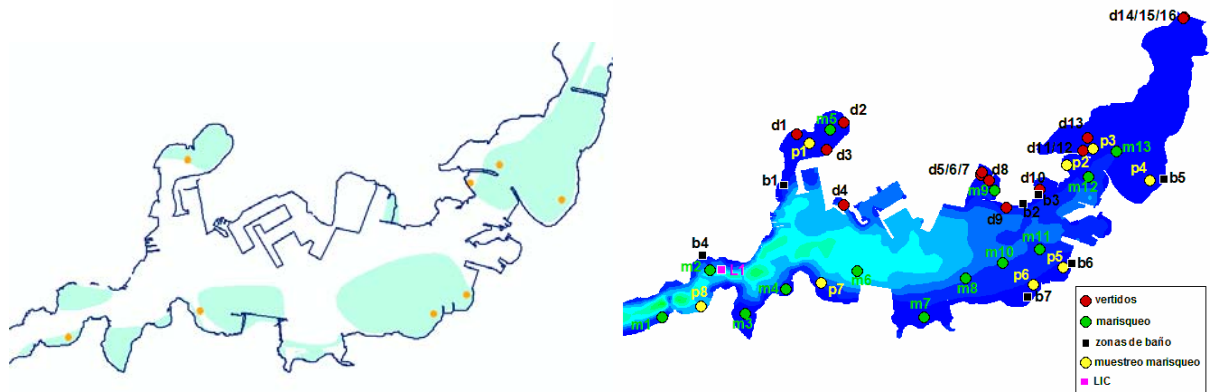 d14/15/16
d2
m5
d1
p1
d3
d13
p3
d11/12
m13
p2
p4
b5
d5/6/7
d8
m9
d10
m12
b1
b3
d4
d9
b2
b4
m2
m11
m10
p5
b6
m6
p6
m4
p7
m8
b7
p8
m7
m1
m3
vertidos
marisqueo
zonas de baño
muestreo marisqueo
LIC